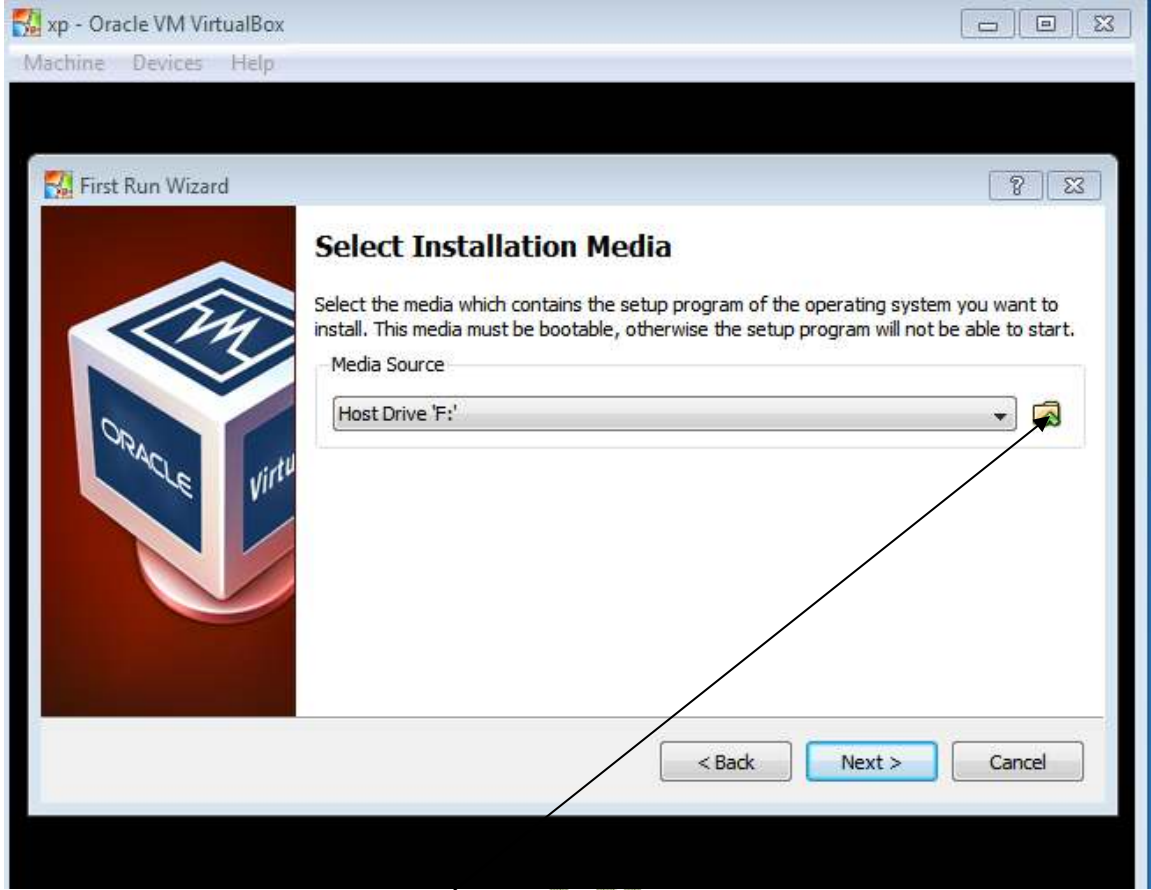 xp - Oracle VM VirtualBox
Machine Devices Help
First Run Wizard
Select Installation Media
Select the media which contains the setup program of the operating system you want to
install. This media must be bootable, otherwise the setup program will not be able to start.
Media Source
Host Drive 'F:'
ORACLE
Virtu
< Back Next > Cancel